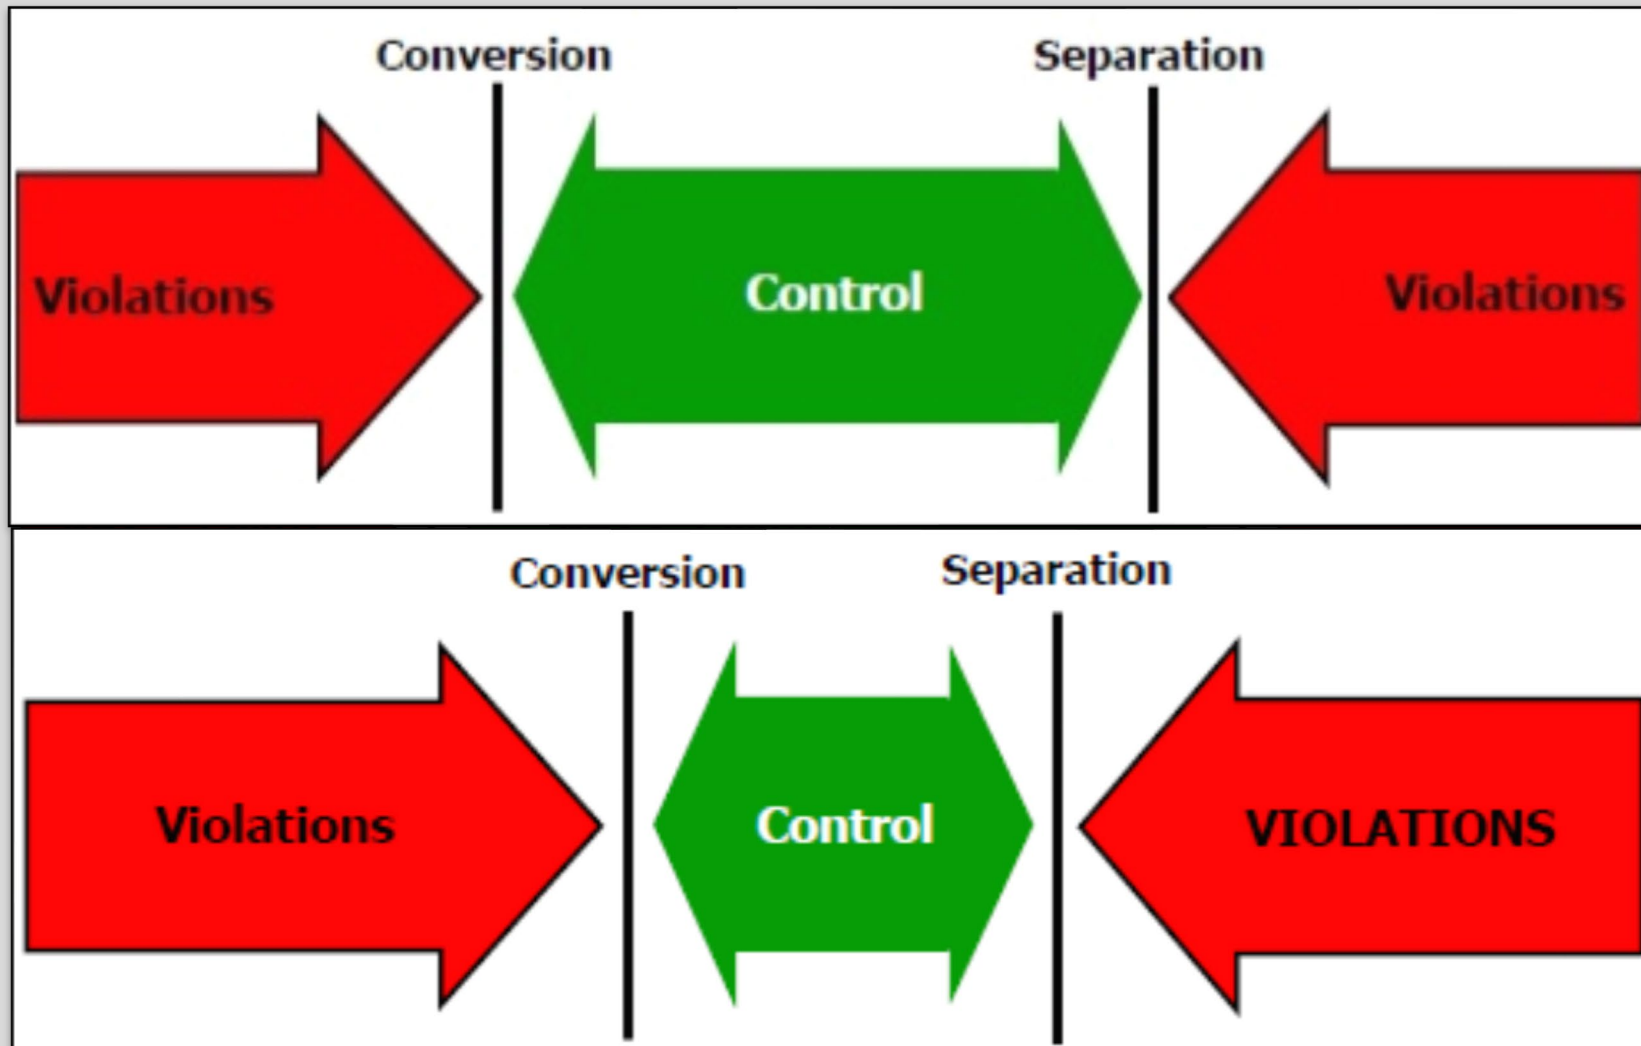 Conversion
Separation
Violations
Control
Violations
Conversion
Separation
Violations
Control
VIOLATIONS